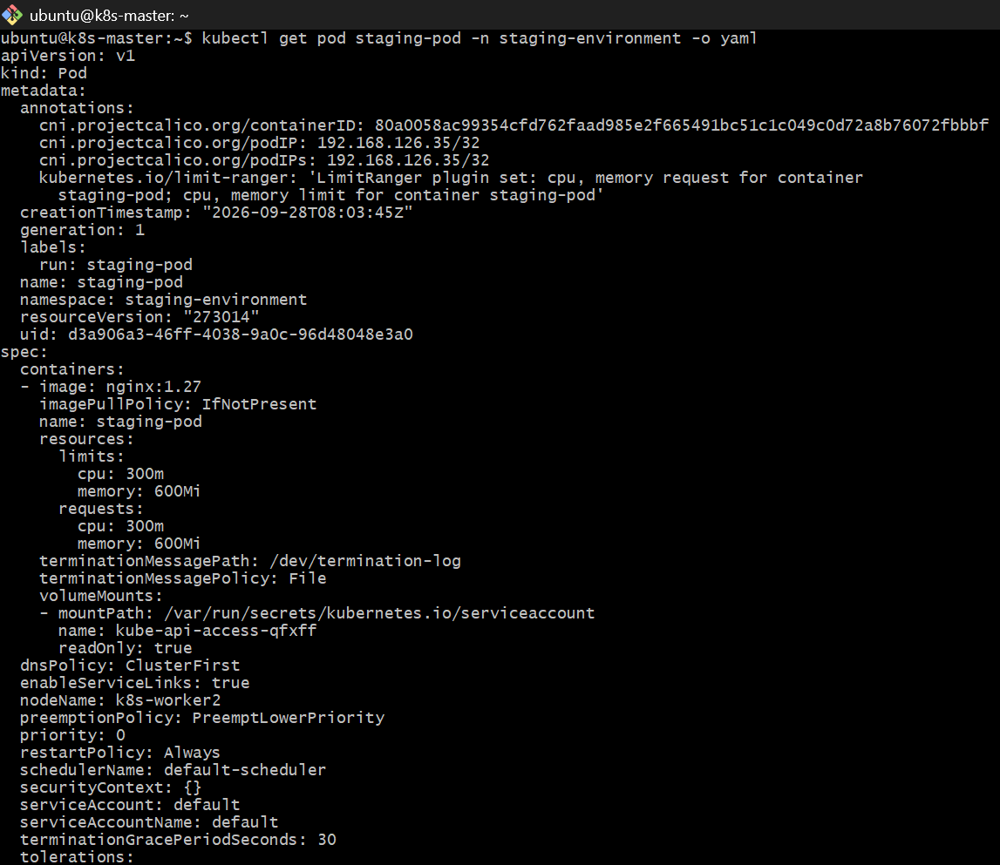 ubuntu@k8s-master: ~
ubuntu@k8s-master:~$ kubectl get pod staging-pod -n staging-environment -o yaml
apiVersion: v1
kind: Pod
metadata:
  annotations:
    cni.projectcalico.org/containerID: 80a0058ac99354cfd762faad985e2f665491bc51c1c049c0d72a8b76072fbbbf
    cni.projectcalico.org/podIP: 192.168.126.35/32
    cni.projectcalico.org/podIPs: 192.168.126.35/32
    kubernetes.io/limit-ranger: 'LimitRanger plugin set: cpu, memory request for container
      staging-pod; cpu, memory limit for container staging-pod'
  creationTimestamp: "2026-09-28T08:03:45Z"
  generation: 1
  labels:
    run: staging-pod
  name: staging-pod
  namespace: staging-environment
  resourceVersion: "273014"
  uid: d3a906a3-46ff-4038-9a0c-96d48048e3a0
spec:
  containers:
  - image: nginx:1.27
    imagePullPolicy: IfNotPresent
    name: staging-pod
    resources:
      limits:
        cpu: 300m
        memory: 600Mi
      requests:
        cpu: 300m
        memory: 600Mi
    terminationMessagePath: /dev/termination-log
    terminationMessagePolicy: File
    volumeMounts:
    - mountPath: /var/run/secrets/kubernetes.io/serviceaccount
      name: kube-api-access-qfxff
      readOnly: true
  dnsPolicy: ClusterFirst
  enableServiceLinks: true
  nodeName: k8s-worker2
  preemptionPolicy: PreemptLowerPriority
  priority: 0
  restartPolicy: Always
  schedulerName: default-scheduler
  securityContext: {}
  serviceAccount: default
  serviceAccountName: default
  terminationGracePeriodSeconds: 30
  tolerations: